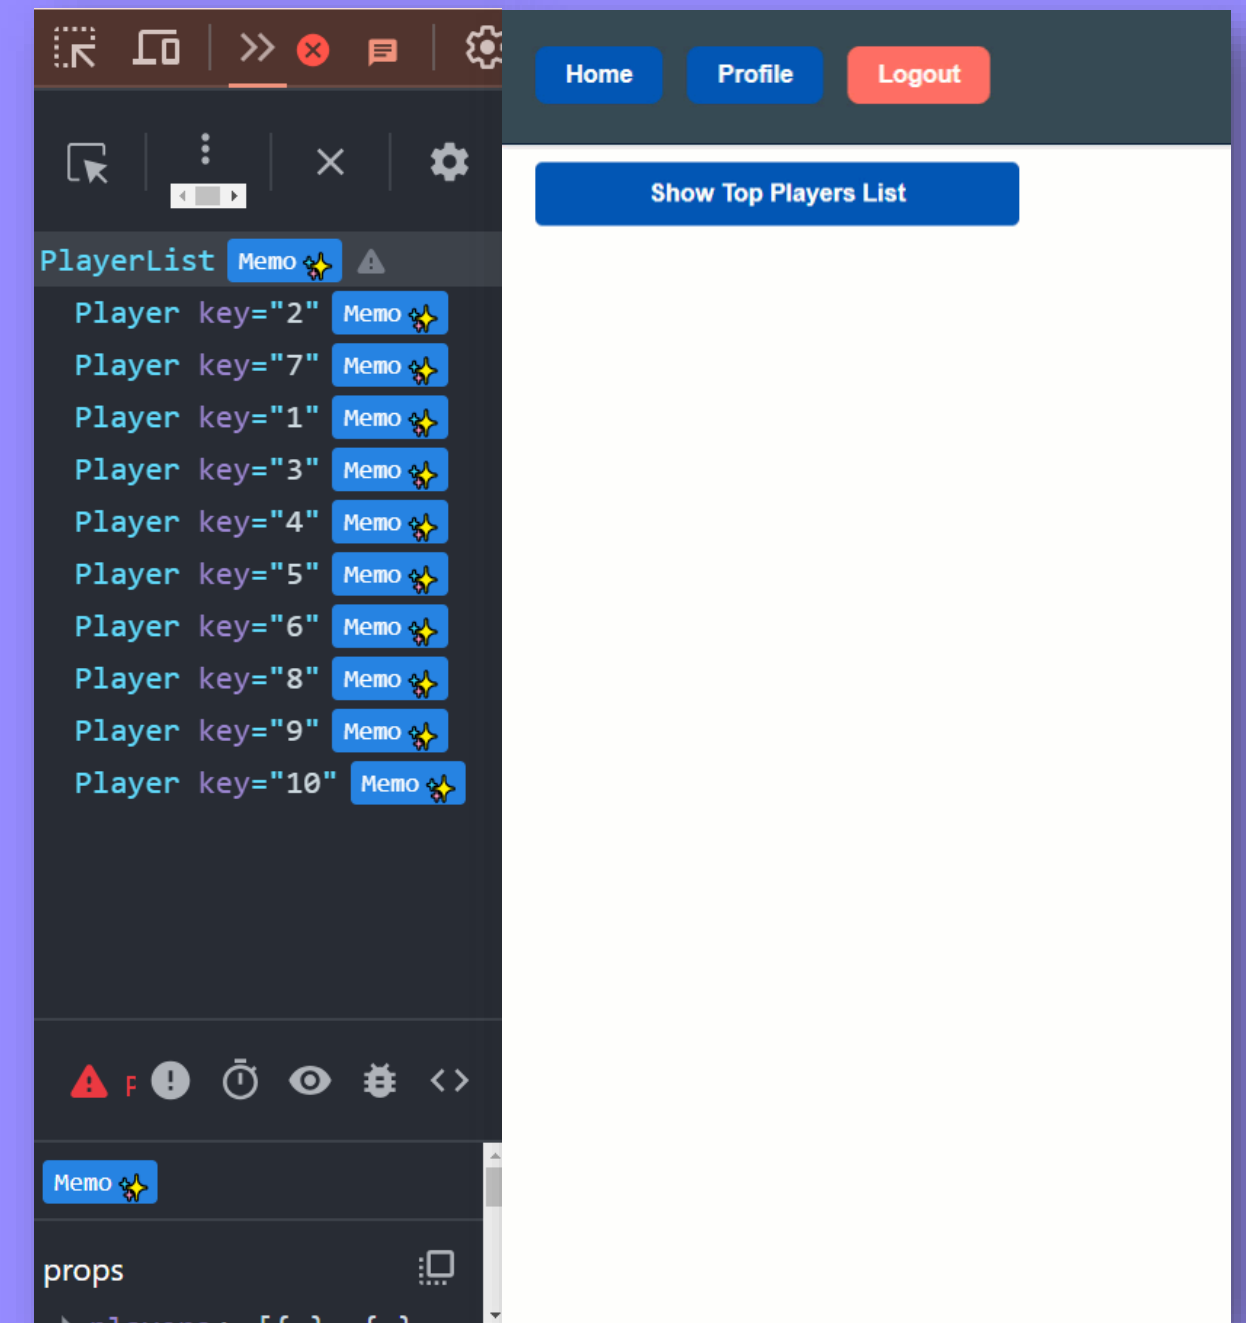 Home Profile Logout
Show Top Players List
PlayerList Memo
Player key="2" Memo
Player key="7" Memo
Player key="1" Memo
Player key="3" Memo
Player key="4" Memo
Player key="5" Memo
Player key="6" Memo
Player key="8" Memo
Player key="9" Memo
Player key="10" Memo
Memo
props